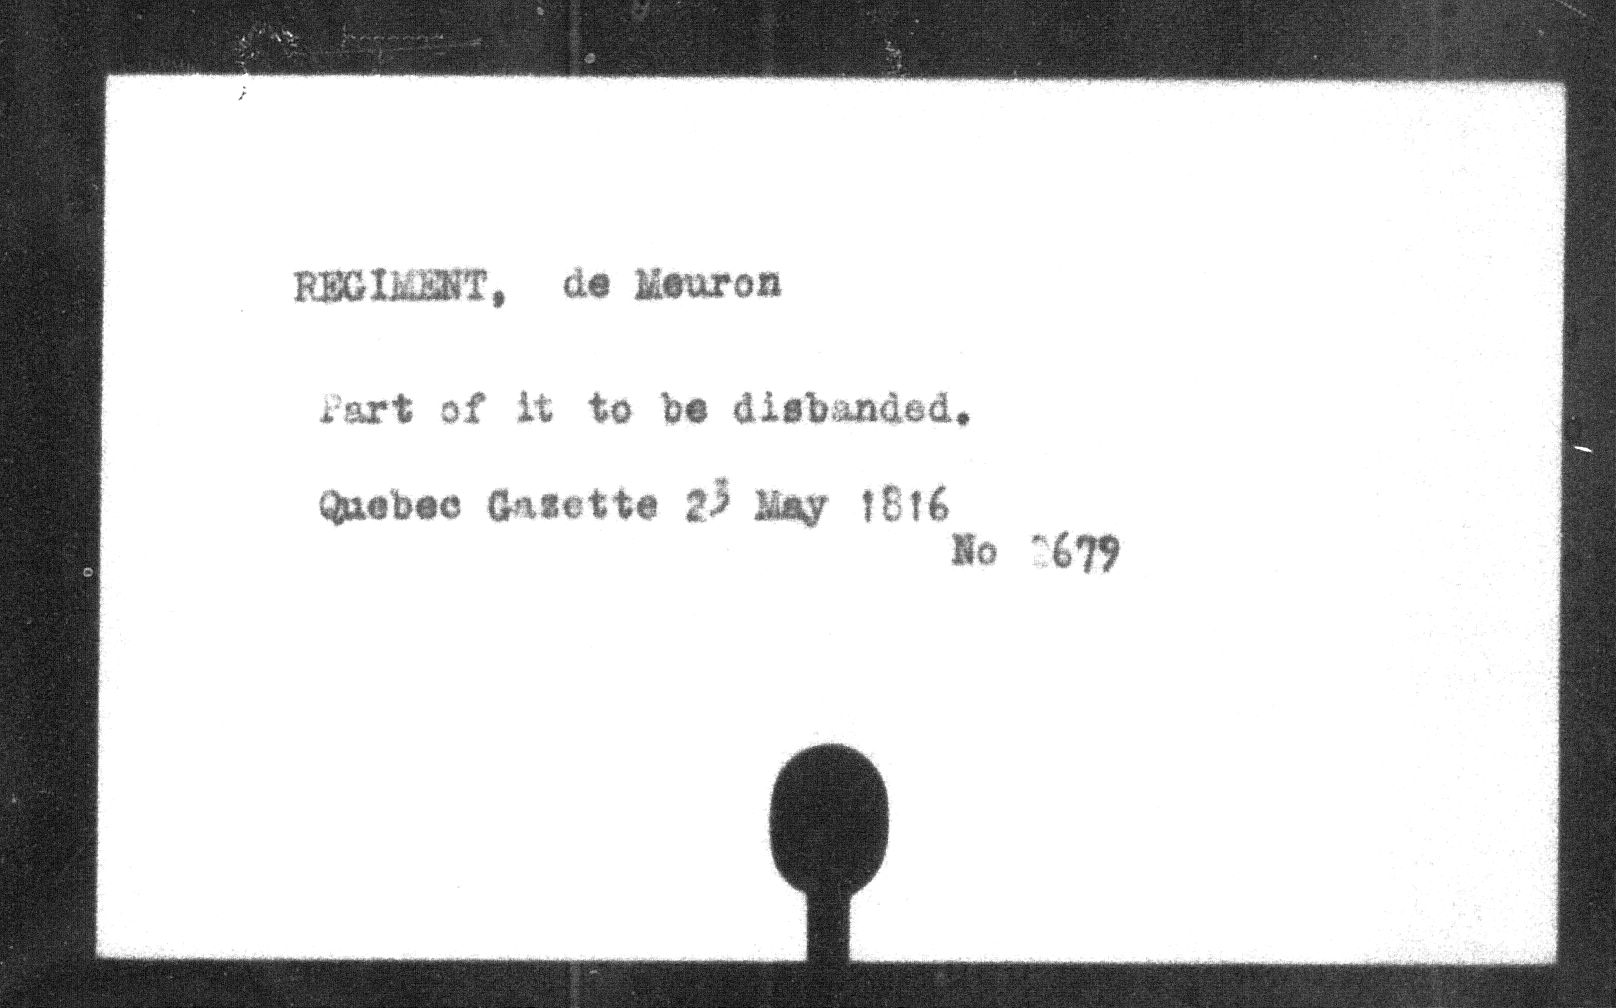 REGIMENT, de Meuron
Part of it to be disbanded.
Quebec Gazette 23 May 1816
No 2679